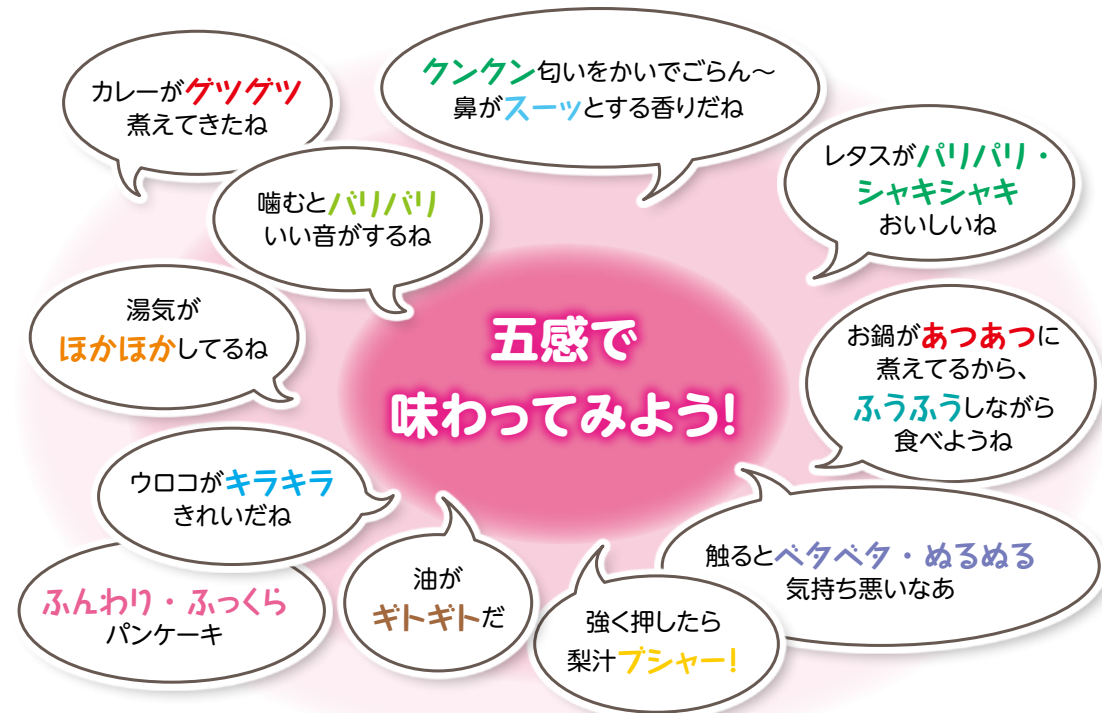 カレーがグツグツ
煮えてきたね
クンクン匂いをかいでごらん～
鼻がスーッとする香りだね
レタスがパリパリ・
シャキシャキ
おいしいね
噛むとバリバリ
いい音がするね
湯気が
ほかほかしてるね
五感で
味わってみよう!
お鍋があつあつに
煮えてるから、
ふうふうしながら
食べようね
ウロコがキラキラ
きれいだね
触るとベタベタ・ぬるぬる
気持ち悪いなあ
油が
ギトギトだ
ふんわり・ふっくら
パンケーキ
強く押したら
梨汁ブシャー!